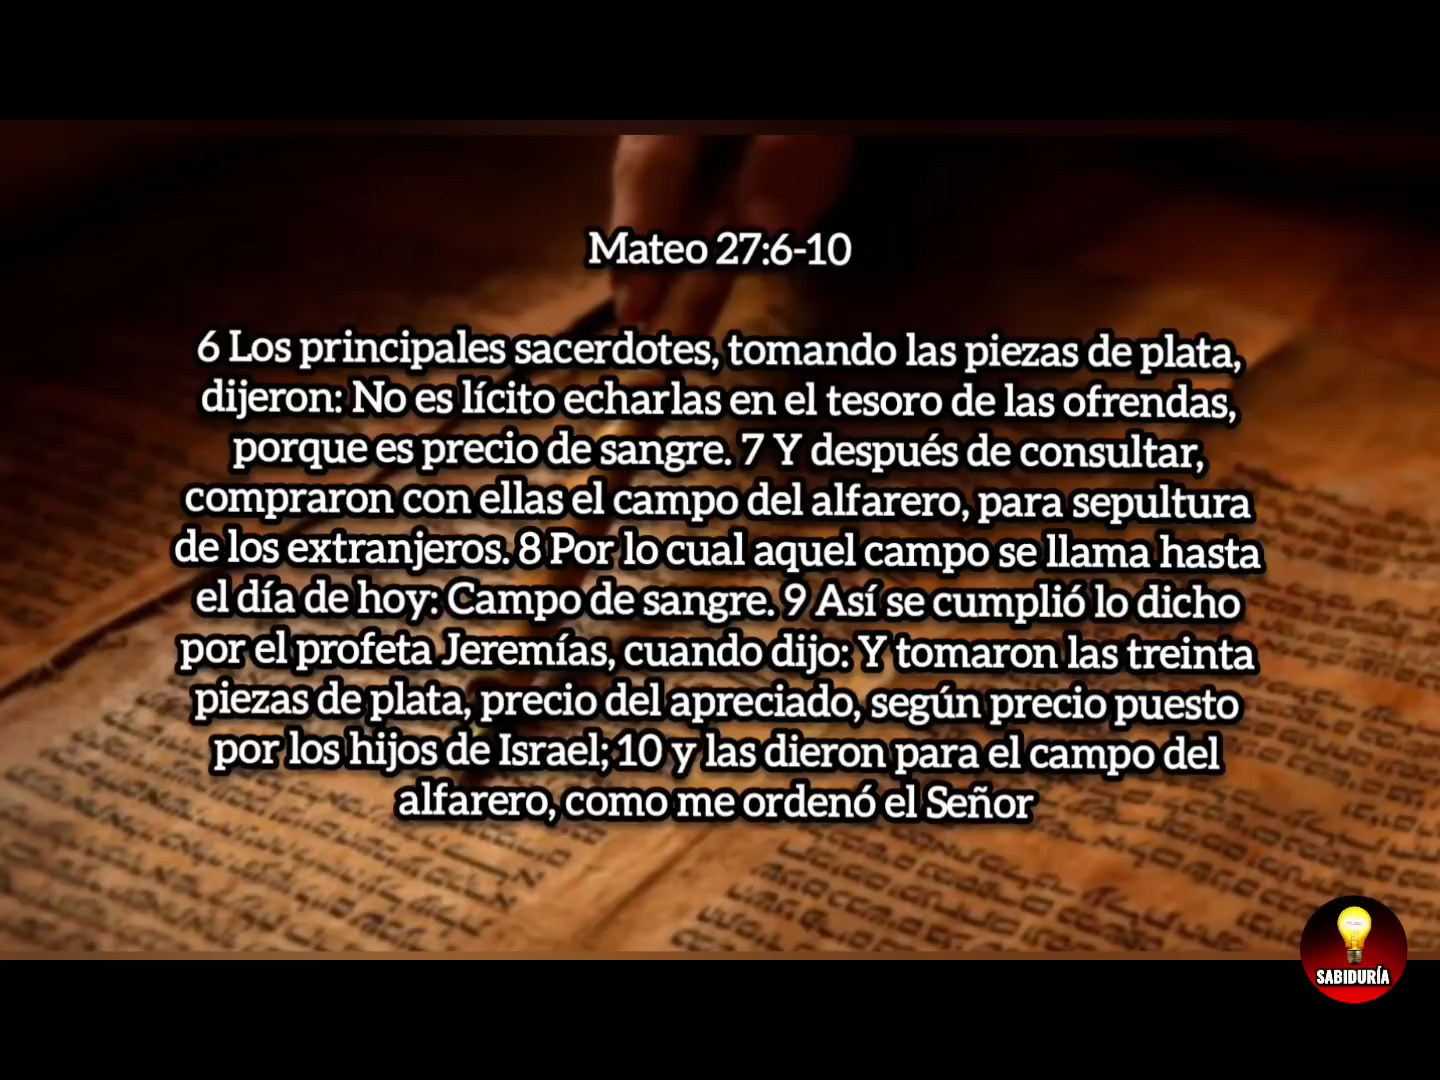 Mateo 27:6-10
6 Los principales sacerdotes, tomando las piezas de plata,
dijeron: No es lícito echarlas en el tesoro de las ofrendas,
porque es precio de sangre. 7 Y después de consultar,
compraron con ellas el campo del alfarero, para sepultura
de los extranjeros. 8 Por lo cual aquel campo se llama hasta
el día de hoy: Campo de sangre. 9 Así se cumplió lo dicho
por el profeta Jeremías, cuando dijo: Y tomaron las treinta
piezas de plata, precio del apreciado, según precio puesto
por los hijos de Israel; 10 y las dieron para el campo del
alfarero, como me ordenó el Señor
SABIDURÍA